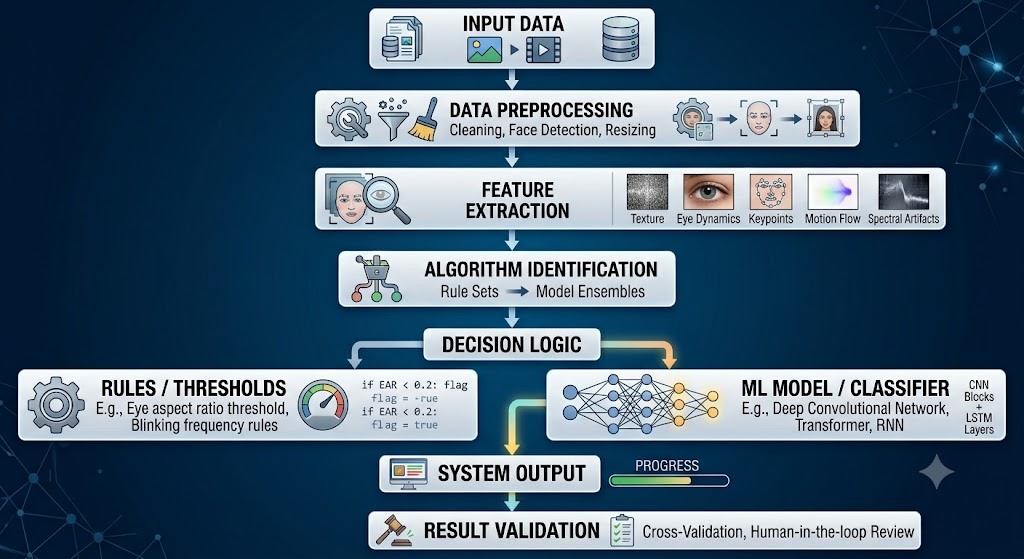 INPUT DATA
DATA PREPROCESSING
Cleaning, Face Detection, Resizing
FEATURE
EXTRACTION
Texture
Eye Dynamics
Keypoints
Motion Flow
Spectral Artifacts
ALGORITHM IDENTIFICATION
Rule Sets → Model Ensembles
DECISION LOGIC
RULES / THRESHOLDS
E.g., Eye aspect ratio threshold,
Blinking frequency rules
if EAR < 0.2: flag
flag = -rue
if EAR < 0.2:
flag = true
ML MODEL / CLASSIFIER
E.g., Deep Convolutional Network,
Transformer, RNN
CNN
Blocks
+
LSTM
Layers
SYSTEM OUTPUT
PROGRESS
RESULT VALIDATION
Cross-Validation, Human-in-the-loop Review